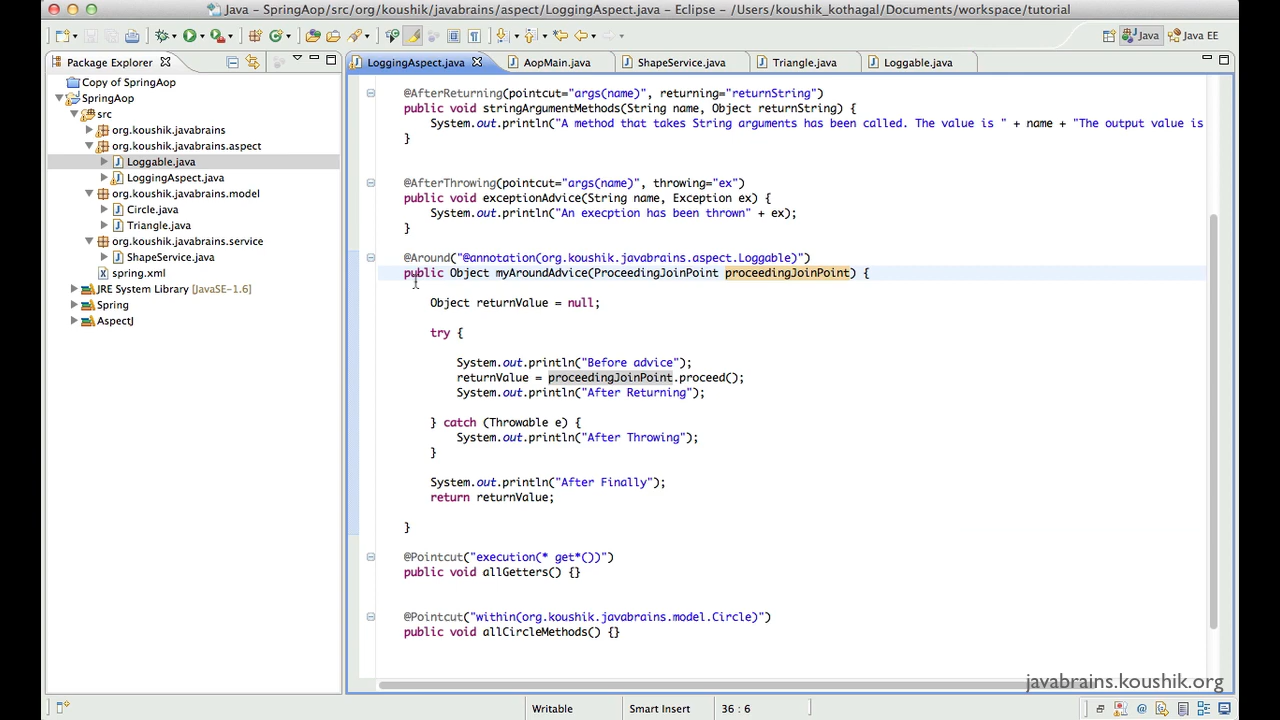 Java - SpringAop/src/org/koushik/javabrains/aspect/LoggingAspect.java - Eclipse - /Users/koushik_kothagal/Documents/workspace/tutorial
Java
Java EE
Package Explorer
LoggingAspect.java
AopMain.java
ShapeService.java
Triangle.java
Loggable.java
Copy of SpringAop
SpringAop
src
org.koushik.javabrains
org.koushik.javabrains.aspect
Loggable.java
LoggingAspect.java
org.koushik.javabrains.model
Circle.java
Triangle.java
org.koushik.javabrains.service
ShapeService.java
spring.xml
JRE System Library [JavaSE-1.6]
Spring
AspectJ
@AfterReturning(pointcut="args(name)", returning="returnString")
public void stringArgumentMethods(String name, Object returnString) {
System.out.println("A method that takes String arguments has been called. The value is " + name + "The output value is
}
@AfterThrowing(pointcut="args(name)", throwing="ex")
public void exceptionAdvice(String name, Exception ex) {
System.out.println("An execption has been thrown" + ex);
}
@Around("@annotation(org.koushik.javabrains.aspect.Loggable)")
public Object myAroundAdvice(ProceedingJoinPoint proceedingJoinPoint) {
Object returnValue = null;
try {
System.out.println("Before advice");
returnValue = proceedingJoinPoint.proceed();
System.out.println("After Returning");
} catch (Throwable e) {
System.out.println("After Throwing");
}
System.out.println("After Finally");
return returnValue;
}
@Pointcut("execution(* get*())")
public void allGetters() {}
@Pointcut("within(org.koushik.javabrains.model.Circle)")
public void allCircleMethods() {}
javabrains.koushik.org
Writable
Smart Insert
36 : 6